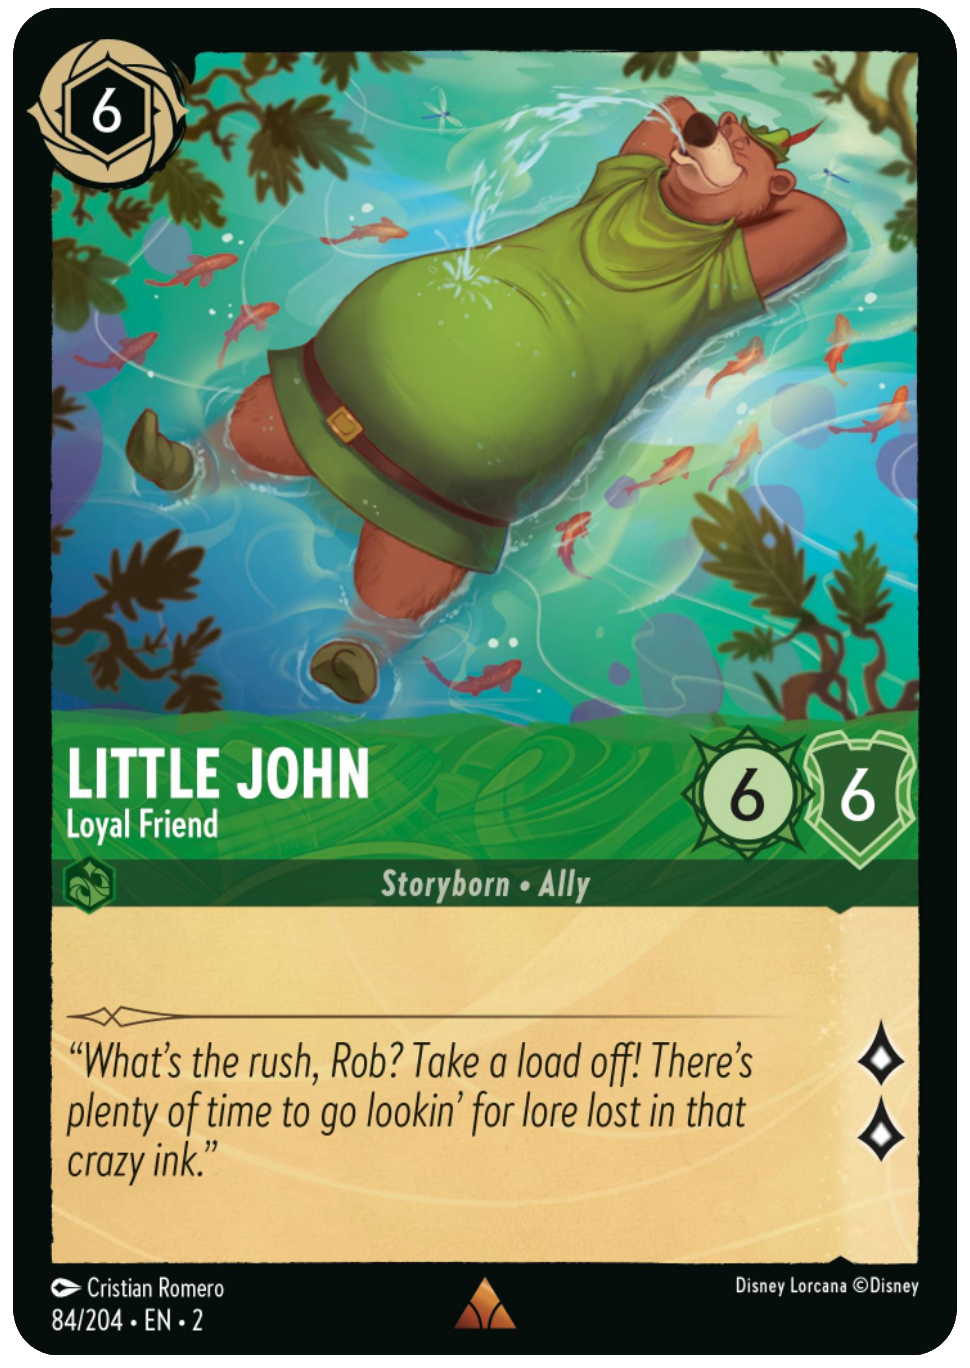 6
LITTLE JOHN
Loyal Friend
6
6
Storyborn • Ally
“What’s the rush, Rob? Take a load off! There’s
plenty of time to go lookin’ for lore lost in that
crazy ink.”
Cristian Romero
Disney Lorcana ©Disney
84/204 • EN • 2